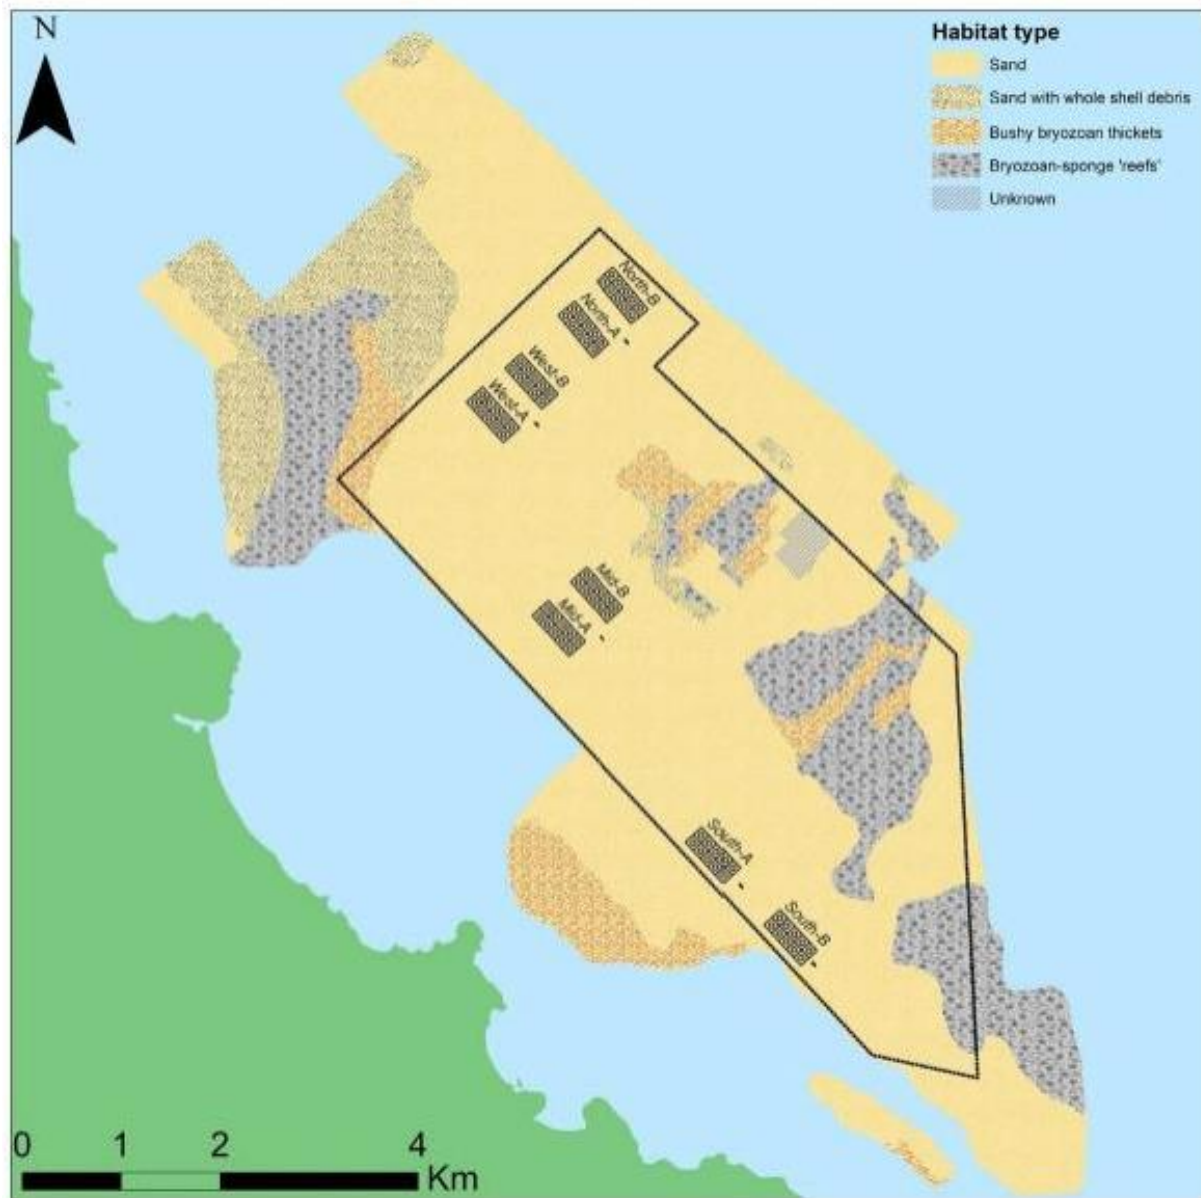 N
Habitat type
Sand
Sand with whole shell debris
Bushy bryozoan thickets
Bryozoan-sponge 'reefs'
Unknown
North-B
North-A
West-B
West-A
Mid-B
Mid-A
South-A
South-B
0 1 2 4
Km